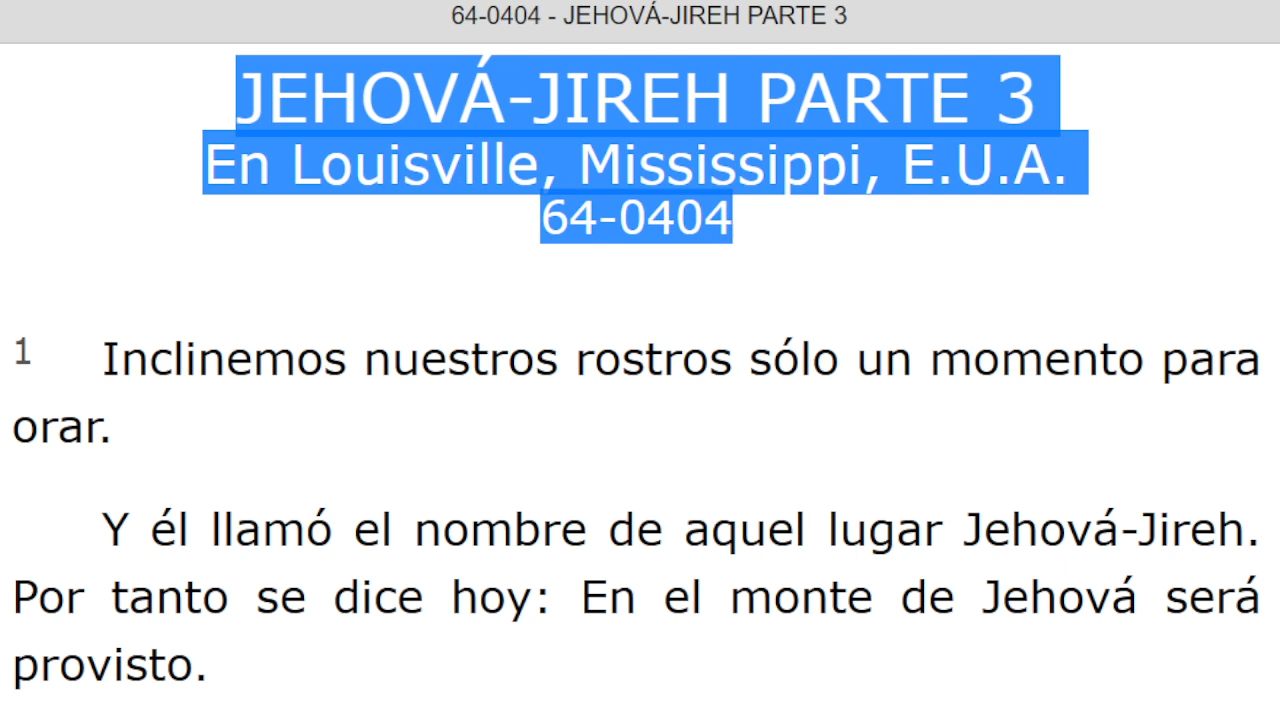 64-0404 - JEHOVÁ-JIREH PARTE 3
JEHOVÁ-JIREH PARTE 3
En Louisville, Mississippi, E.U.A.
64-0404
1 Inclinemos nuestros rostros sólo un momento para
orar.
Y él llamó el nombre de aquel lugar Jehová-Jireh.
Por tanto se dice hoy: En el monte de Jehová será
provisto.